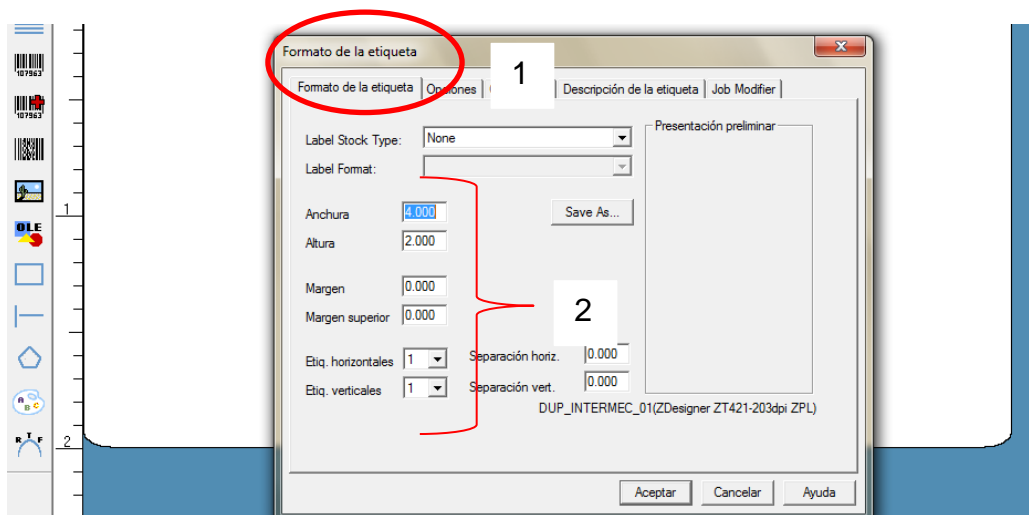 Formato de la etiqueta
1
Formato de la etiqueta Opciones Descripción de la etiqueta Job Modifier
107963
107963
Label Stock Type: None
Presentación preliminar
Label Format:
1
Anchura 4.000 Save As...
OLE
Altura 2.000
Margen 0.000
Margen superior 0.000
2
Etiq. horizontales 1 Separación horiz. 0.000
Etiq. verticales 1 Separación vert. 0.000
DUP_INTERMEC_01(ZDesigner ZT421-203dpi ZPL)
A B C
R T F
2
Aceptar Cancelar Ayuda